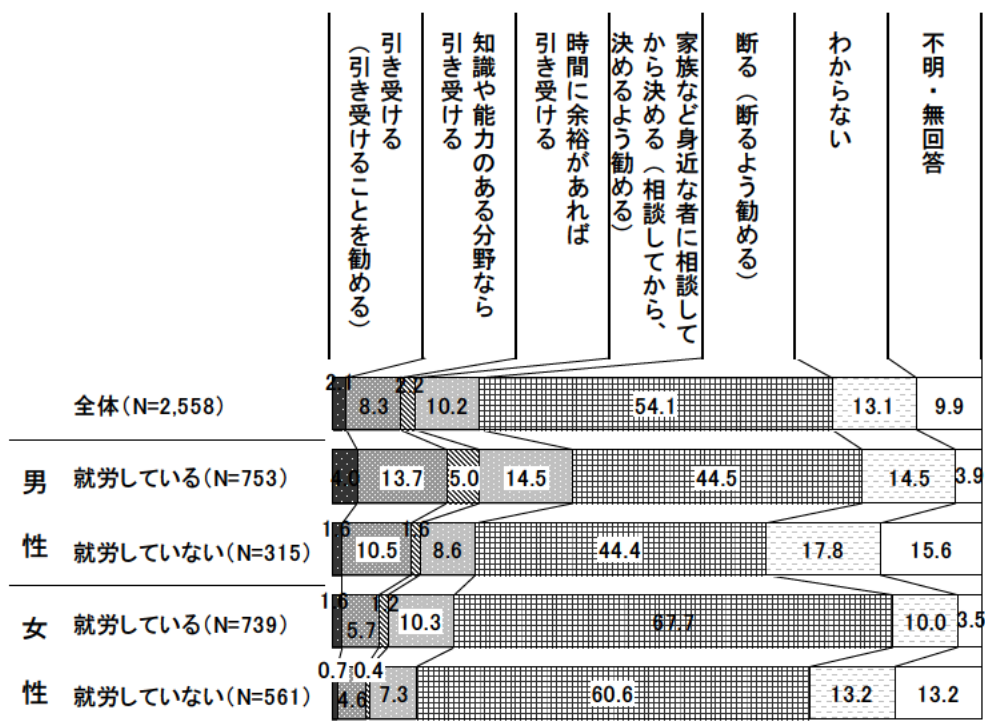 引き受ける
（引き受けることを勧める）
知識や能力のある分野なら
引き受ける
時間に余裕があれば
引き受ける
家族など身近な者に相談して
から決める（相談してから、
決めるよう勧める）
断る（断るよう勧める）
わからない
不明・無回答
全体（N=2,558）
2.1 8.3 2.2 10.2 54.1 13.1 9.9
男性
就労している（N=753）
4.0 13.7 5.0 14.5 44.5 14.5 3.9
就労していない（N=315）
1.6 10.5 1.6 8.6 44.4 17.8 15.6
女性
就労している（N=739）
1.6 5.7 1.2 10.3 67.7 10.0 3.5
就労していない（N=561）
0.7 4.6 0.4 7.3 60.6 13.2 13.2